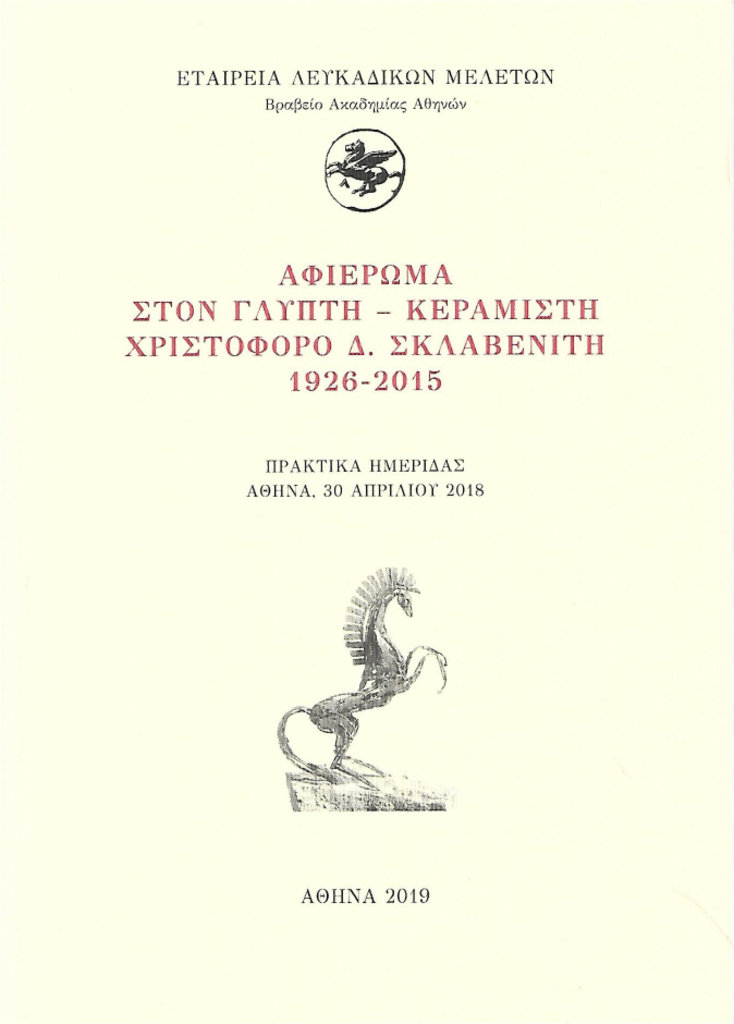 ΕΤΑΙΡΕΙΑ ΛΕΥΚΑΔΙΚΩΝ ΜΕΛΕΤΩΝ
Βραβείο Ακαδημίας Αθηνών
ΑΦΙΕΡΩΜΑ
ΣΤΟΝ ΓΛΥΠΤΗ – ΚΕΡΑΜΙΣΤΗ
ΧΡΙΣΤΟΦΟΡΟ Δ. ΣΚΛΑΒΕΝΙΤΗ
1926-2015
ΠΡΑΚΤΙΚΑ ΗΜΕΡΙΔΑΣ
ΑΘΗΝΑ, 30 ΑΠΡΙΛΙΟΥ 2018
ΑΘΗΝΑ 2019